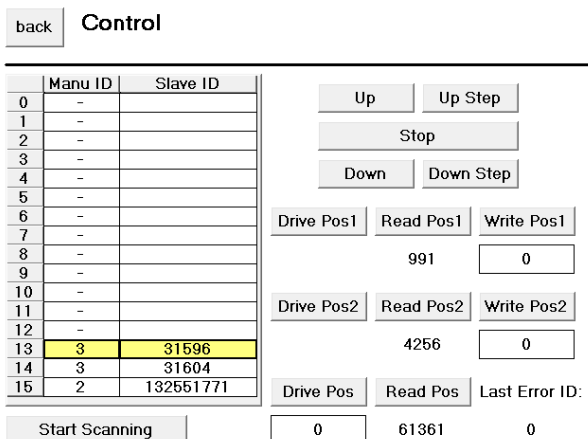 back Control
Manu ID Slave ID
0 -
1 -
2 -
3 -
4 -
5 -
6 -
7 -
8 -
9 -
10 -
11 -
12 -
13 3 31596
14 3 31604
15 2 132551771
Start Scanning
Up Up Step
Stop
Down Down Step
Drive Pos1 Read Pos1 Write Pos1
991 0
Drive Pos2 Read Pos2 Write Pos2
4256 0
Drive Pos Read Pos Last Error ID:
0 61361 0